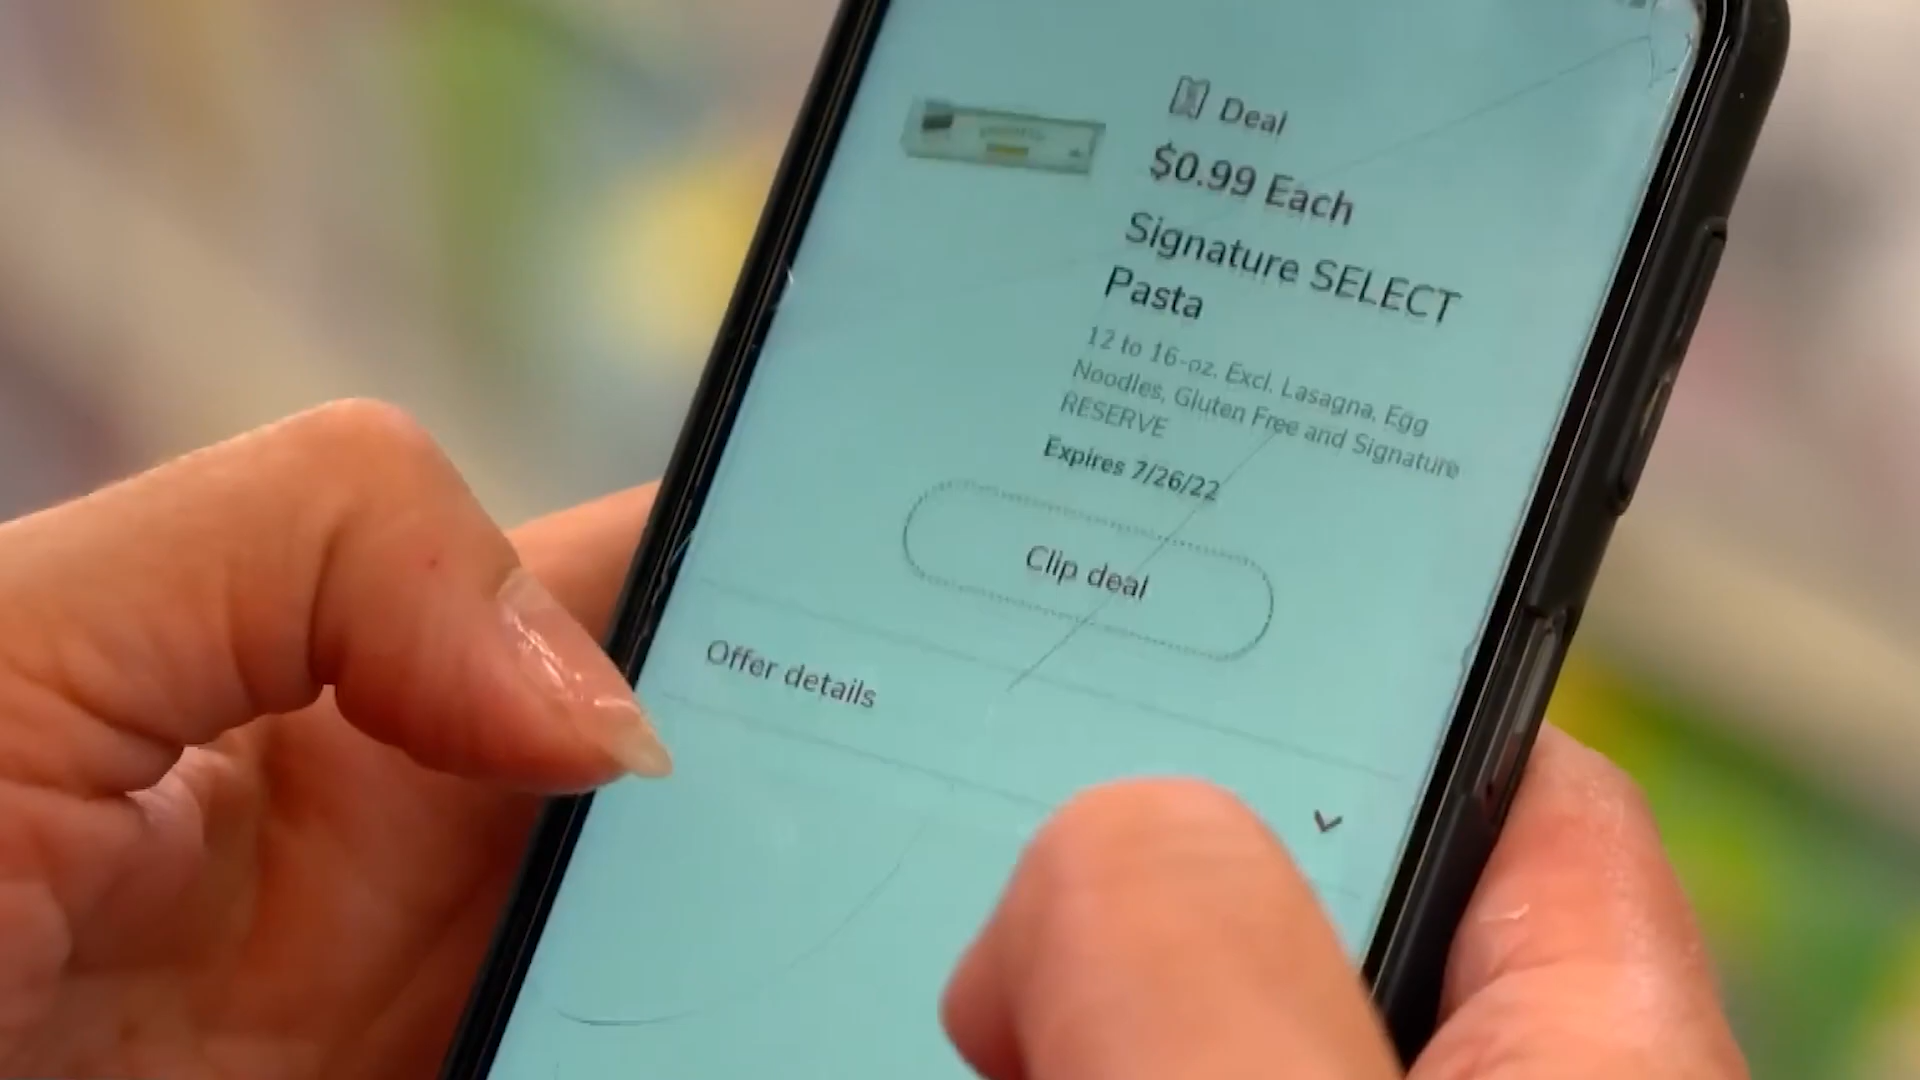 Deal
$0.99 Each
Signature SELECT
Pasta
12 to 16-oz. Excl. Lasagna, Egg
Noodles, Gluten Free and Signature
RESERVE
Expires 7/26/22
Clip deal
Offer details